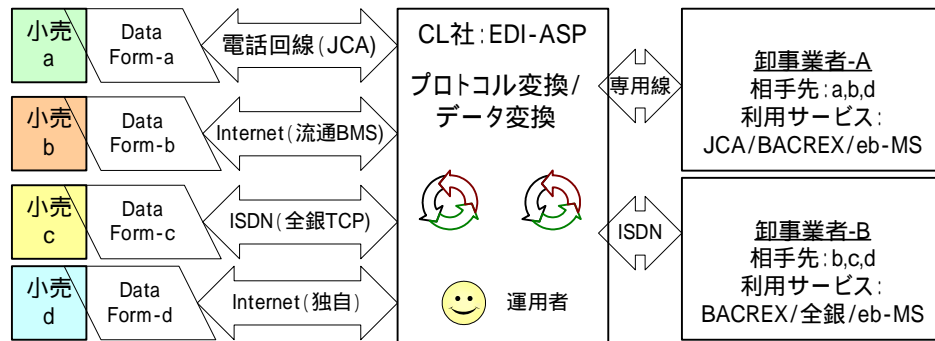 小売
a
Data
Form-a
電話回線(JCA)
小売
b
Data
Form-b
Internet(流通BMS)
小売
c
Data
Form-c
ISDN(全銀TCP)
小売
d
Data
Form-d
Internet(独自)
CL社:EDI-ASP
プロトコル変換/
データ変換
運用者
専用線
ISDN
卸事業者-A
相手先:a,b,d
利用サービス:
JCA/BACREX/eb-MS
卸事業者-B
相手先:b,c,d
利用サービス:
BACREX/全銀/eb-MS